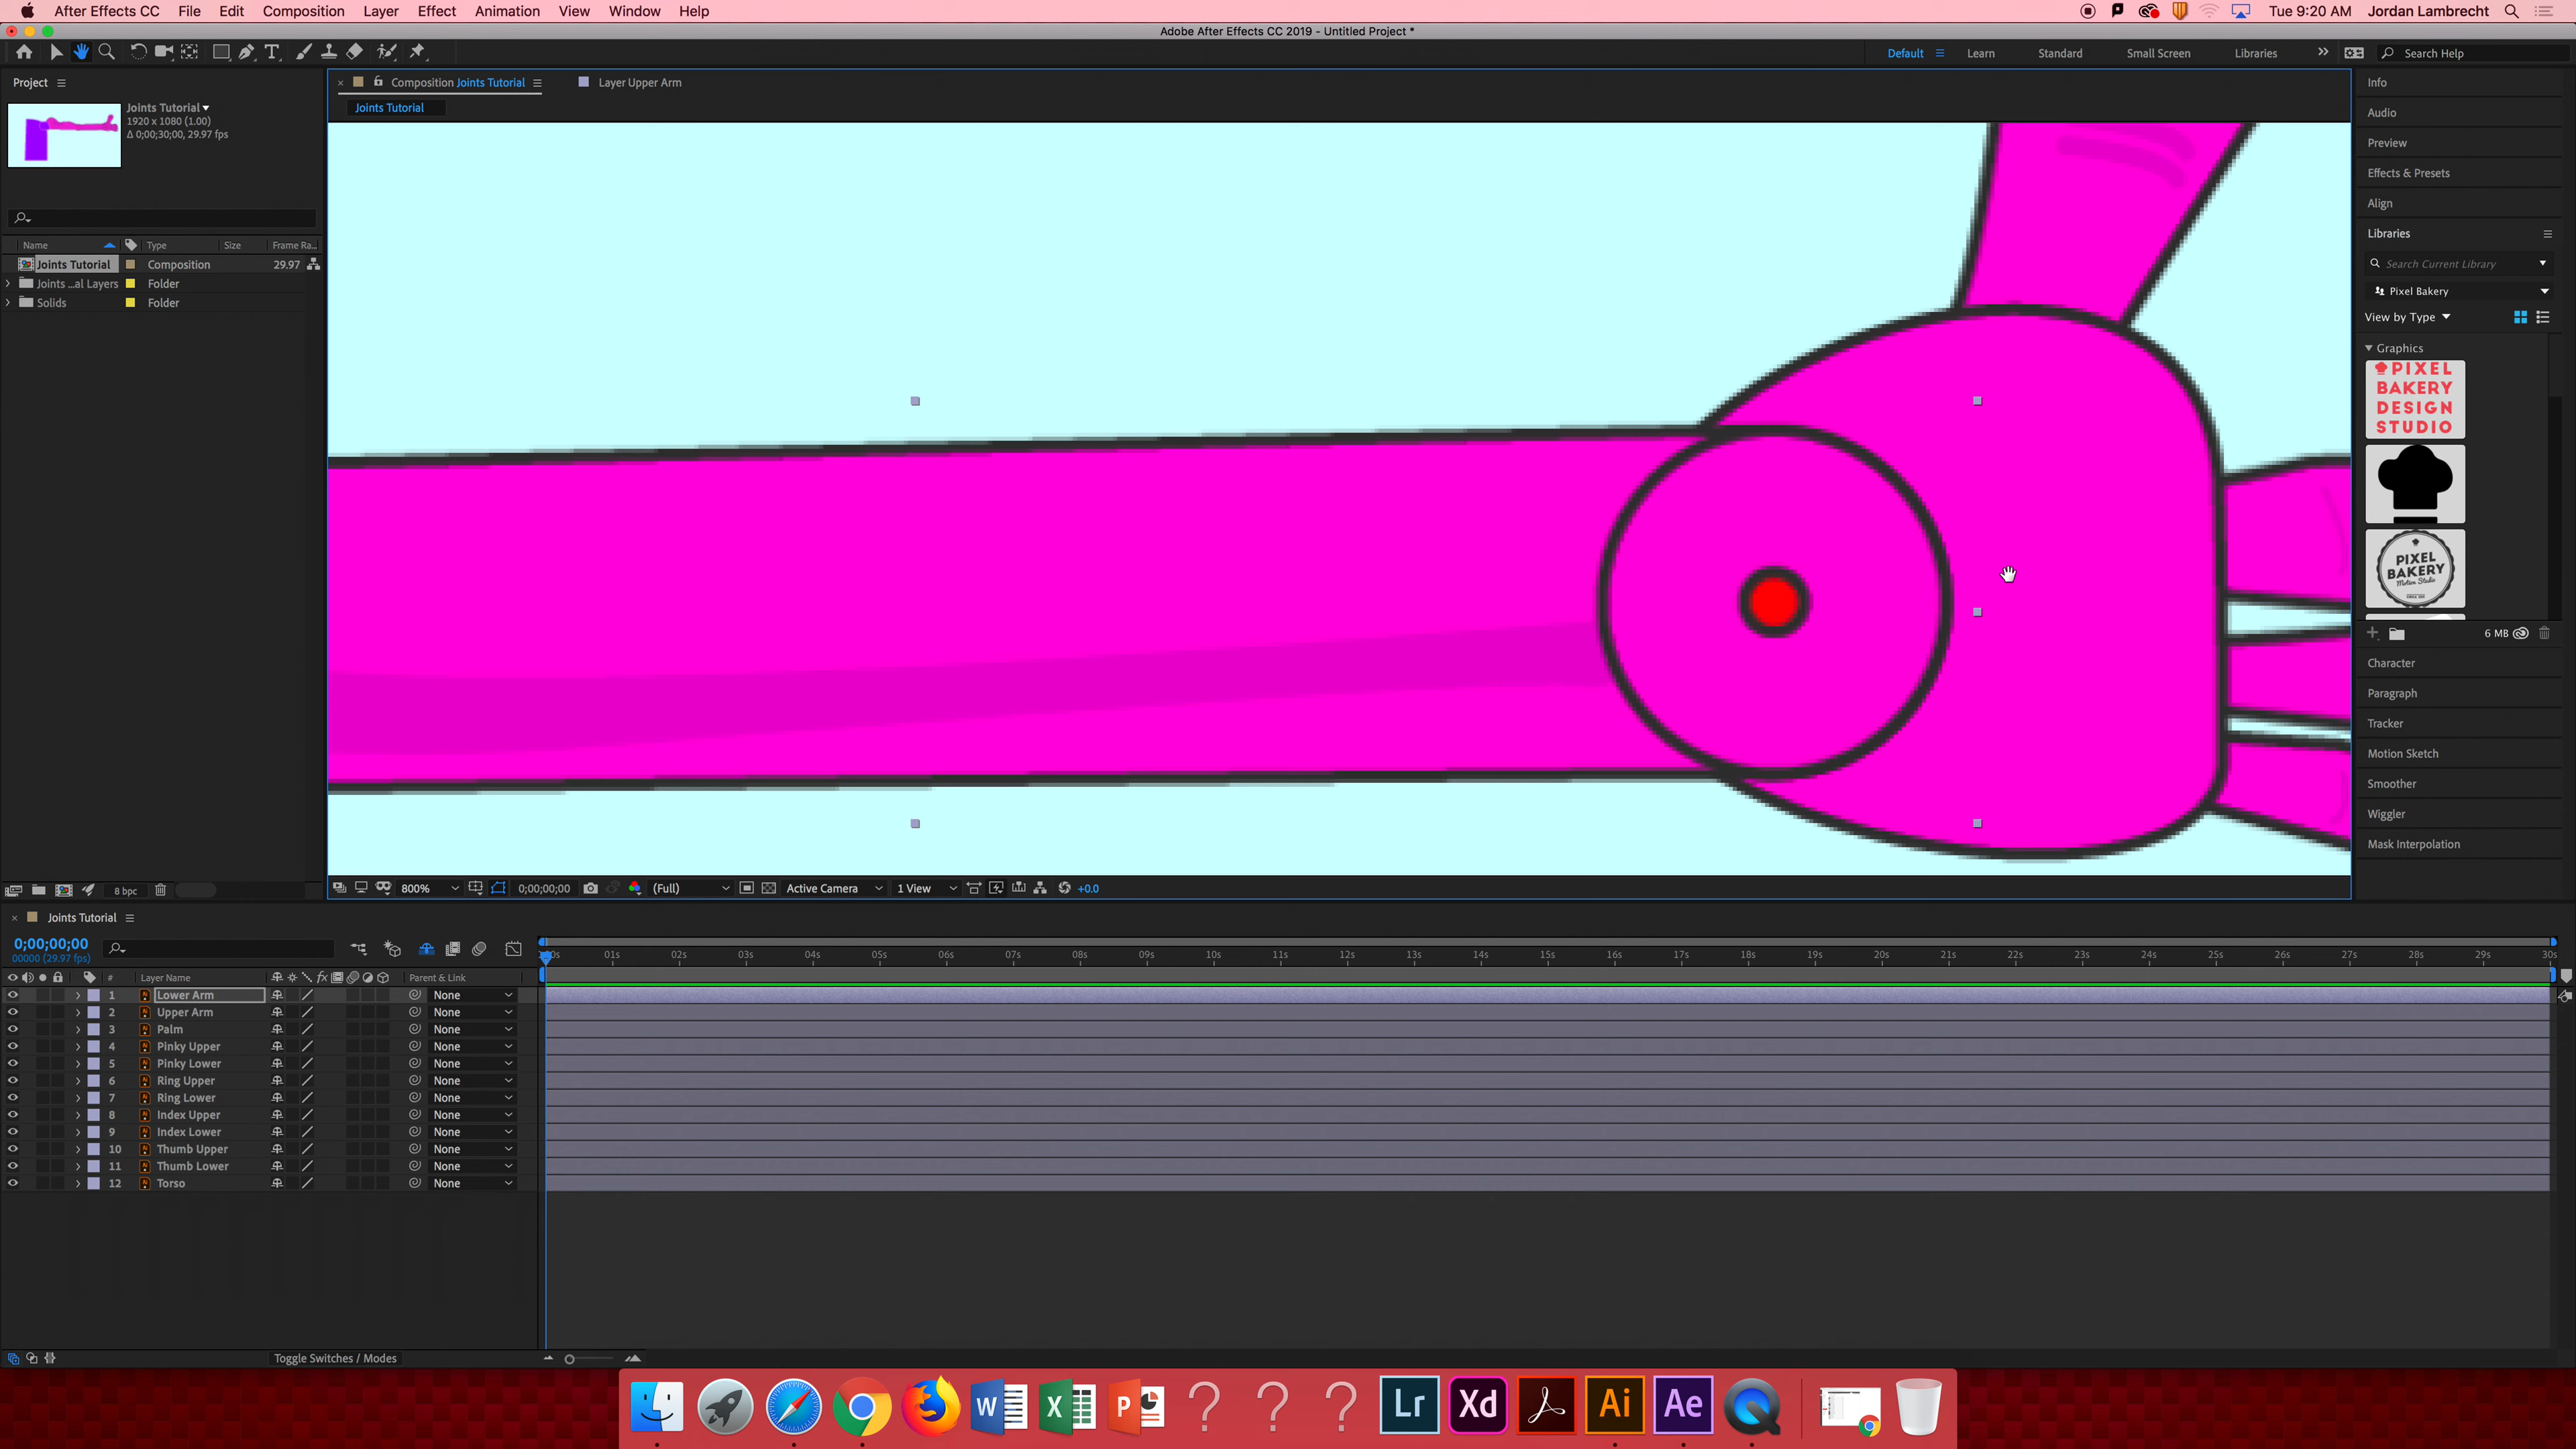 After Effects CC File Edit Composition Layer Effect Animation View Window Help Tue 9:20 AM Jordan Lambrecht
Adobe After Effects CC 2019 - Untitled Project *
Default Learn Standard Small Screen Libraries Search Help
Project
Joints Tutorial
1920 x 1080 (1.00)
Δ 0;00;30;00, 29.97 fps
Name Type Size Frame Ra...
Joints Tutorial Composition 29.97
Joints ...al Layers Folder
Solids Folder
8 bpc
Composition Joints Tutorial Layer Upper Arm
Joints Tutorial
800% 0;00;00;00 (Full) Active Camera 1 View +0.0
Info
Audio
Preview
Effects & Presets
Align
Libraries
Search Current Library
Pixel Bakery
View by Type
Graphics
PIXEL
BAKERY
DESIGN
STUDIO
PIXEL
BAKERY
Motion Studio
6 MB
Character
Paragraph
Tracker
Motion Sketch
Smoother
Wiggler
Mask Interpolation
Joints Tutorial
0;00;00;00
00000 (29.97 fps)
01s 02s 03s 04s 05s 06s 07s 08s 09s 10s 11s 12s 13s 14s 15s 16s 17s 18s 19s 20s 21s 22s 23s 24s 25s 26s 27s 28s 29s 30s
# Layer Name fx Parent & Link
1 Lower Arm None
2 Upper Arm None
3 Palm None
4 Pinky Upper None
5 Pinky Lower None
6 Ring Upper None
7 Ring Lower None
8 Index Upper None
9 Index Lower None
10 Thumb Upper None
11 Thumb Lower None
12 Torso None
Toggle Switches / Modes
W X P ? ? ? Lr Xd Ai Ae